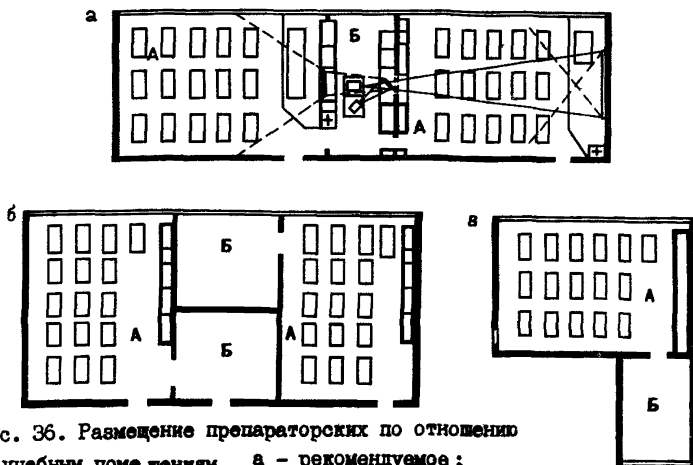 а
А
Б
А
б
А
Б
Б
А
в
А
Б
с. 36. Размещение препараторских по отношению
учебным помещениям а - рекомендуемое;